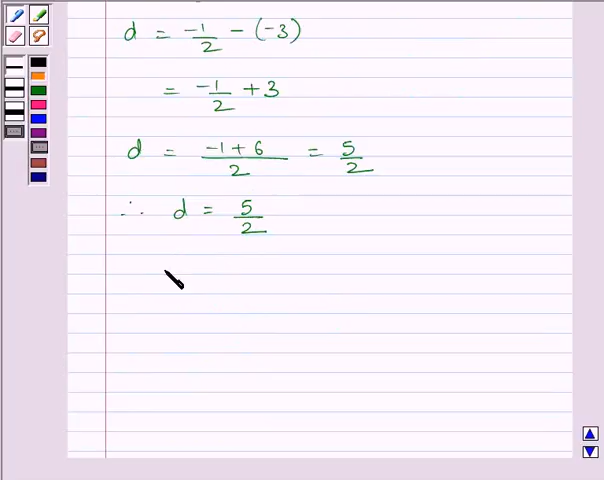 d = -1/2 - (-3)
= -1/2 + 3
d = -1 + 6/2 = 5/2
∴ d = 5/2